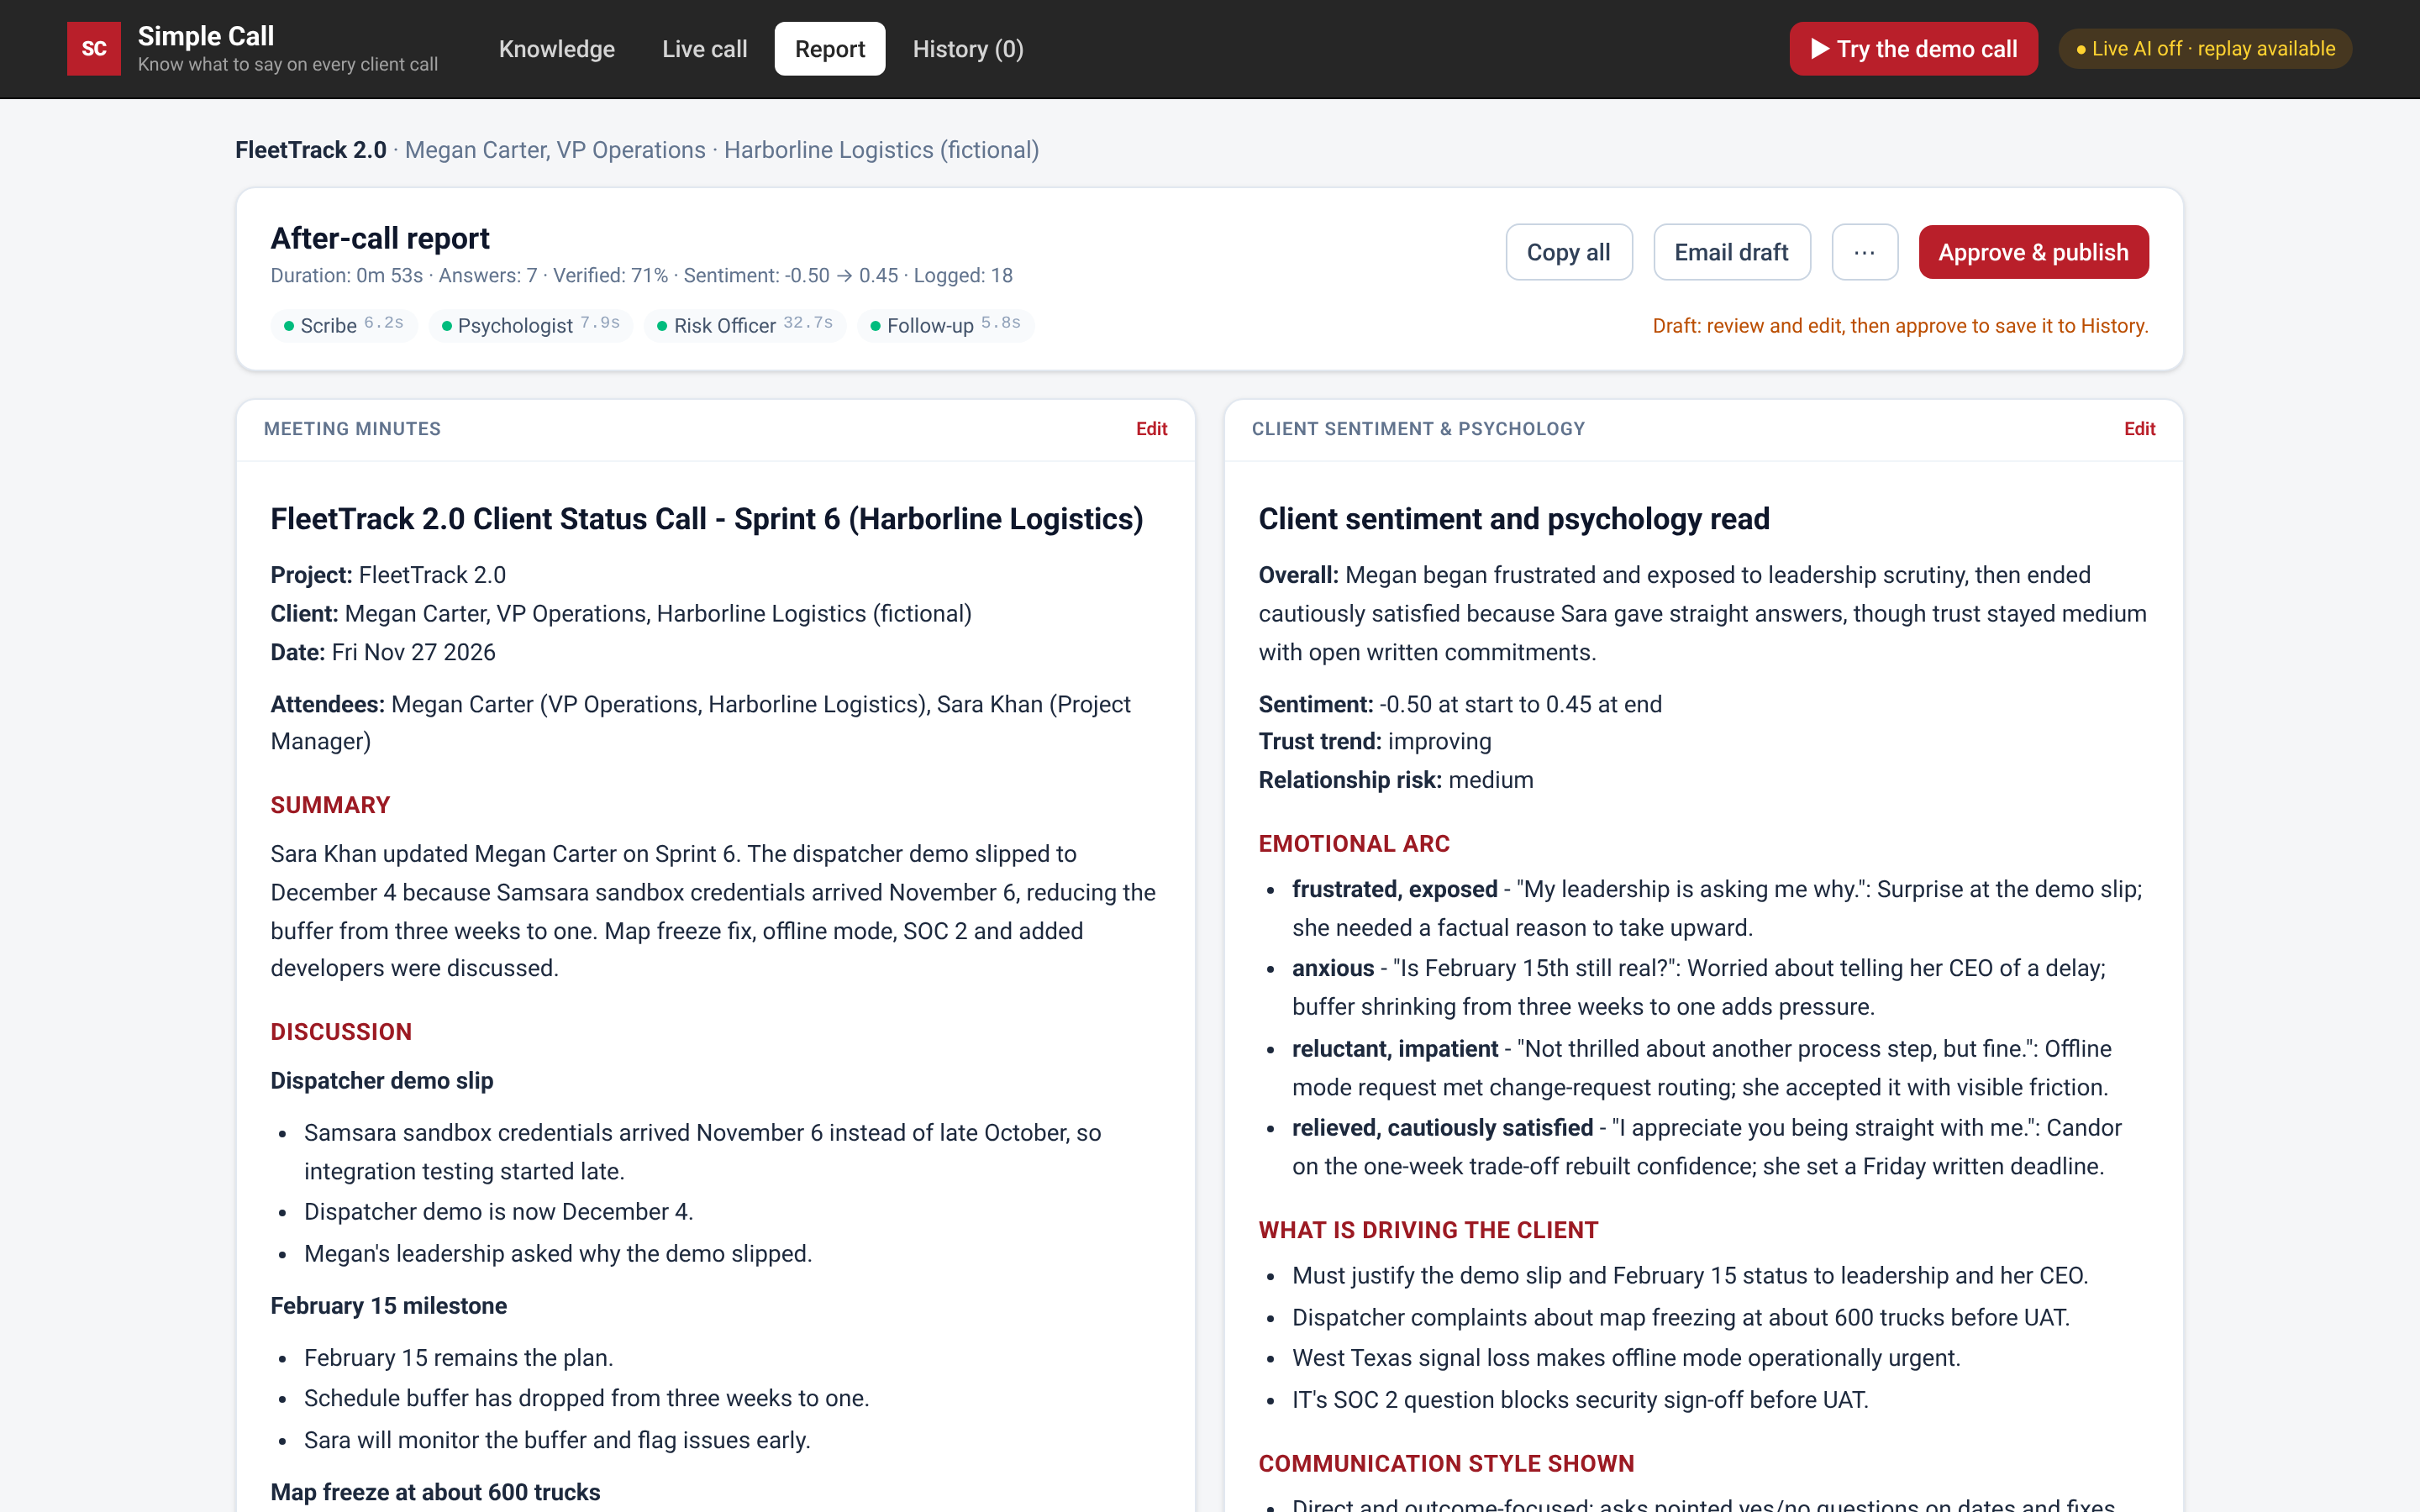 SC
Simple Call
Know what to say on every client call
Knowledge
Live call
Report
History (0)
▶ Try the demo call
● Live AI off · replay available
FleetTrack 2.0 · Megan Carter, VP Operations · Harborline Logistics (fictional)
After-call report
Duration: 0m 53s · Answers: 7 · Verified: 71% · Sentiment: -0.50 → 0.45 · Logged: 18
Scribe 6.2s
Psychologist 7.9s
Risk Officer 32.7s
Follow-up 5.8s
Copy all
Email draft
···
Approve & publish
Draft: review and edit, then approve to save it to History.
MEETING MINUTES
Edit
FleetTrack 2.0 Client Status Call - Sprint 6 (Harborline Logistics)
Project: FleetTrack 2.0
Client: Megan Carter, VP Operations, Harborline Logistics (fictional)
Date: Fri Nov 27 2026
Attendees: Megan Carter (VP Operations, Harborline Logistics), Sara Khan (Project
Manager)
SUMMARY
Sara Khan updated Megan Carter on Sprint 6. The dispatcher demo slipped to
December 4 because Samsara sandbox credentials arrived November 6, reducing the
buffer from three weeks to one. Map freeze fix, offline mode, SOC 2 and added
developers were discussed.
DISCUSSION
Dispatcher demo slip
• Samsara sandbox credentials arrived November 6 instead of late October, so
integration testing started late.
• Dispatcher demo is now December 4.
• Megan's leadership asked why the demo slipped.
February 15 milestone
• February 15 remains the plan.
• Schedule buffer has dropped from three weeks to one.
• Sara will monitor the buffer and flag issues early.
Map freeze at about 600 trucks
CLIENT SENTIMENT & PSYCHOLOGY
Edit
Client sentiment and psychology read
Overall: Megan began frustrated and exposed to leadership scrutiny, then ended
cautiously satisfied because Sara gave straight answers, though trust stayed medium
with open written commitments.
Sentiment: -0.50 at start to 0.45 at end
Trust trend: improving
Relationship risk: medium
EMOTIONAL ARC
• frustrated, exposed - "My leadership is asking me why.": Surprise at the demo slip;
she needed a factual reason to take upward.
• anxious - "Is February 15th still real?": Worried about telling her CEO of a delay;
buffer shrinking from three weeks to one adds pressure.
• reluctant, impatient - "Not thrilled about another process step, but fine.": Offline
mode request met change-request routing; she accepted it with visible friction.
• relieved, cautiously satisfied - "I appreciate you being straight with me.": Candor
on the one-week trade-off rebuilt confidence; she set a Friday written deadline.
WHAT IS DRIVING THE CLIENT
• Must justify the demo slip and February 15 status to leadership and her CEO.
• Dispatcher complaints about map freezing at about 600 trucks before UAT.
• West Texas signal loss makes offline mode operationally urgent.
• IT's SOC 2 question blocks security sign-off before UAT.
COMMUNICATION STYLE SHOWN
• Direct and outcome-focused: asks pointed yes/no questions on dates and fixes